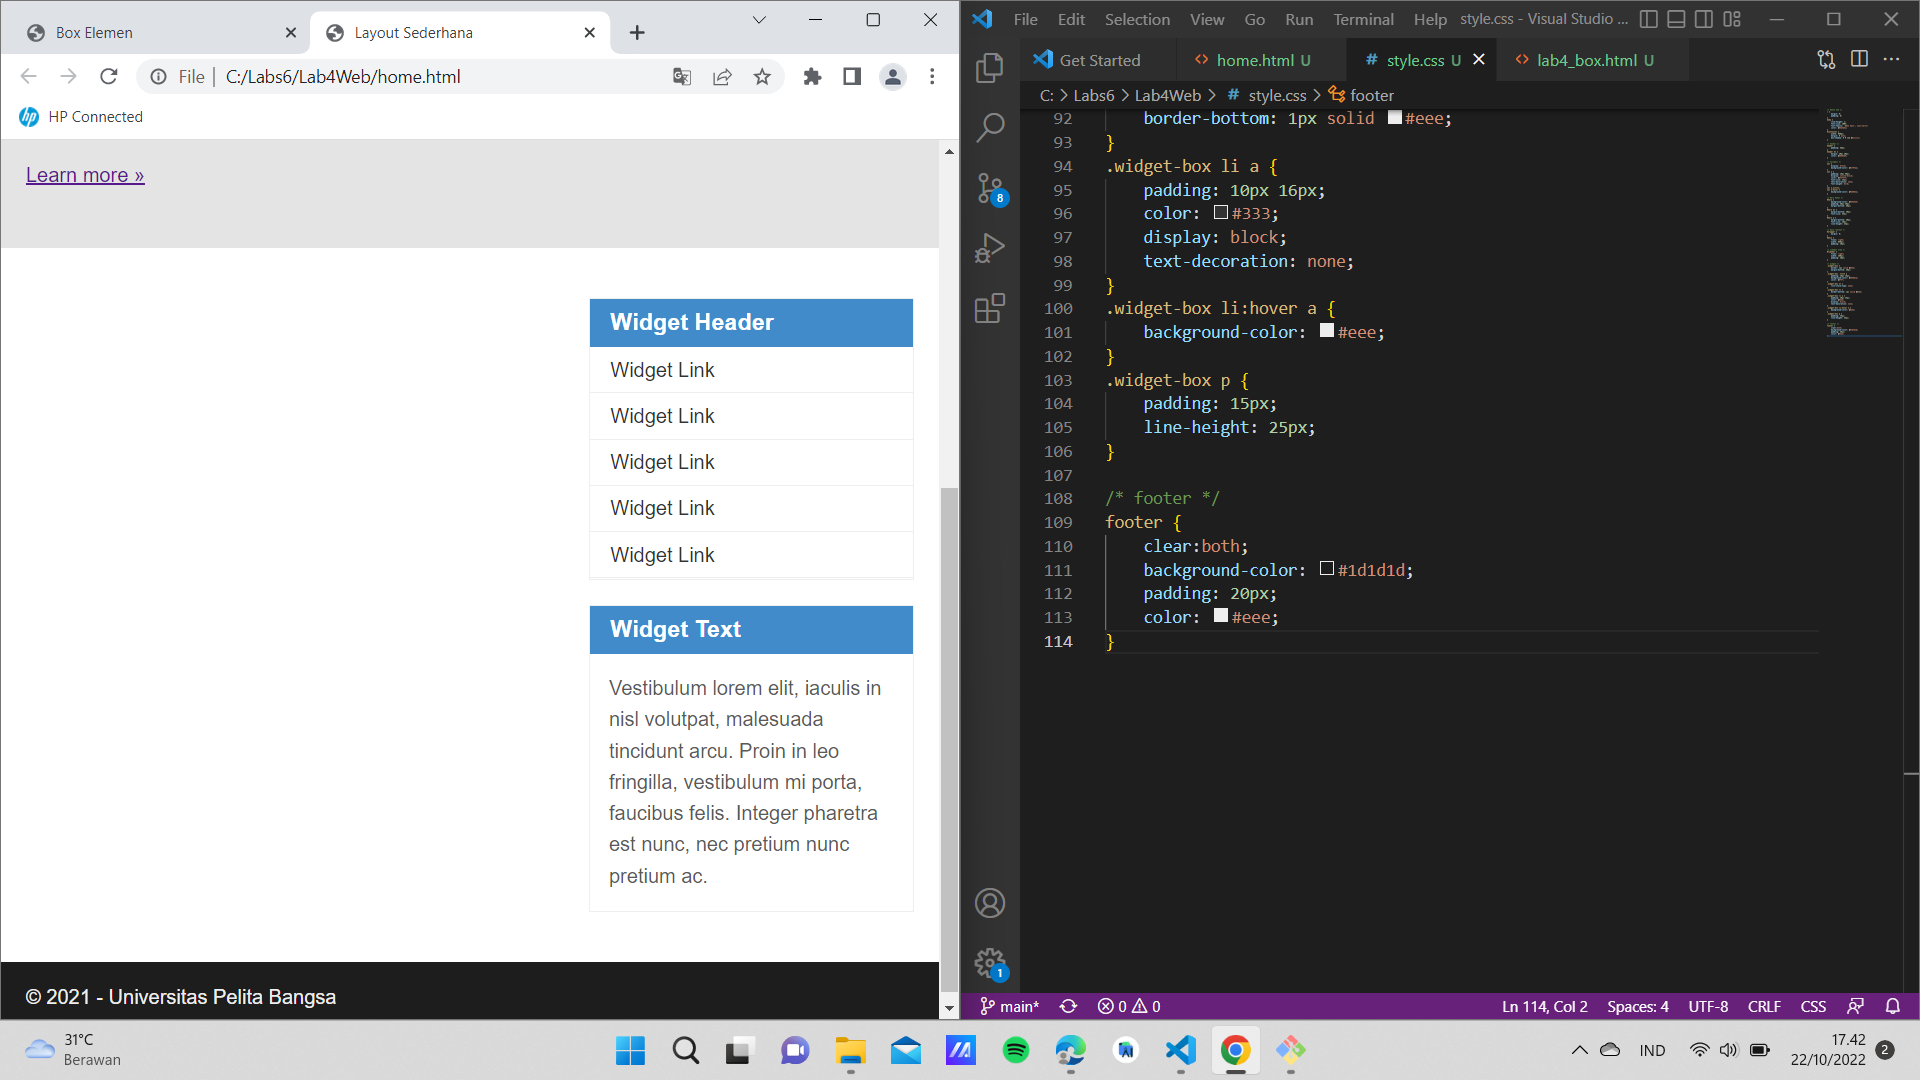 Box Elemen
Layout Sederhana
File
C:/Labs6/Lab4Web/home.html
HP Connected
Learn more »
Widget Header
Widget Link
Widget Link
Widget Link
Widget Link
Widget Link
Widget Text
Vestibulum lorem elit, iaculis in
nisl volutpat, malesuada
tincidunt arcu. Proin in leo
fringilla, vestibulum mi porta,
faucibus felis. Integer pharetra
est nunc, nec pretium nunc
pretium ac.
© 2021 - Universitas Pelita Bangsa
File Edit Selection View Go Run Terminal Help style.css - Visual Studio ...
Get Started
home.html U
style.css U
lab4_box.html U
C: > Labs6 > Lab4Web > # style.css > footer
92 border-bottom: 1px solid #eee;
93 }
94 .widget-box li a {
95 padding: 10px 16px;
96 color: #333;
97 display: block;
98 text-decoration: none;
99 }
100 .widget-box li:hover a {
101 background-color: #eee;
102 }
103 .widget-box p {
104 padding: 15px;
105 line-height: 25px;
106 }
107
108 /* footer */
109 footer {
110 clear:both;
111 background-color: #1d1d1d;
112 padding: 20px;
113 color: #eee;
114 }
8
1
main*
0 0
Ln 114, Col 2
Spaces: 4
UTF-8
CRLF
CSS
31°C
Berawan
IND
17.42
22/10/2022
2